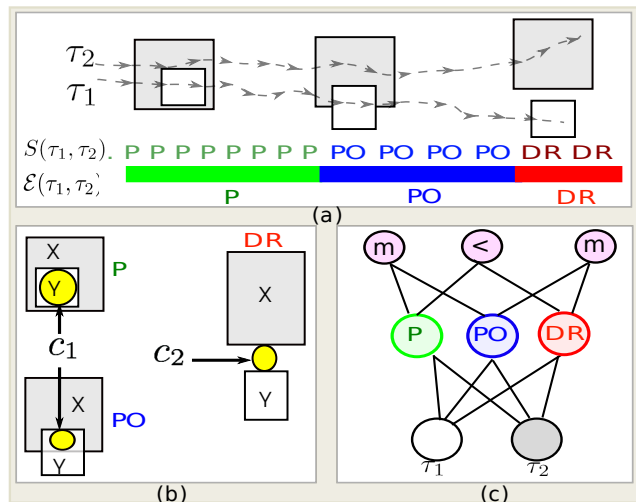 τ₂
τ₁
S(τ₁, τ₂). P P P P P P P P PO PO PO PO DR DR
ℰ(τ₁, τ₂)
P PO DR
(a)
DR
X
P
Y
X
c₁
c₂
X
PO
Y
Y
(b)
m < m
P PO DR
τ₁ τ₂
(c)